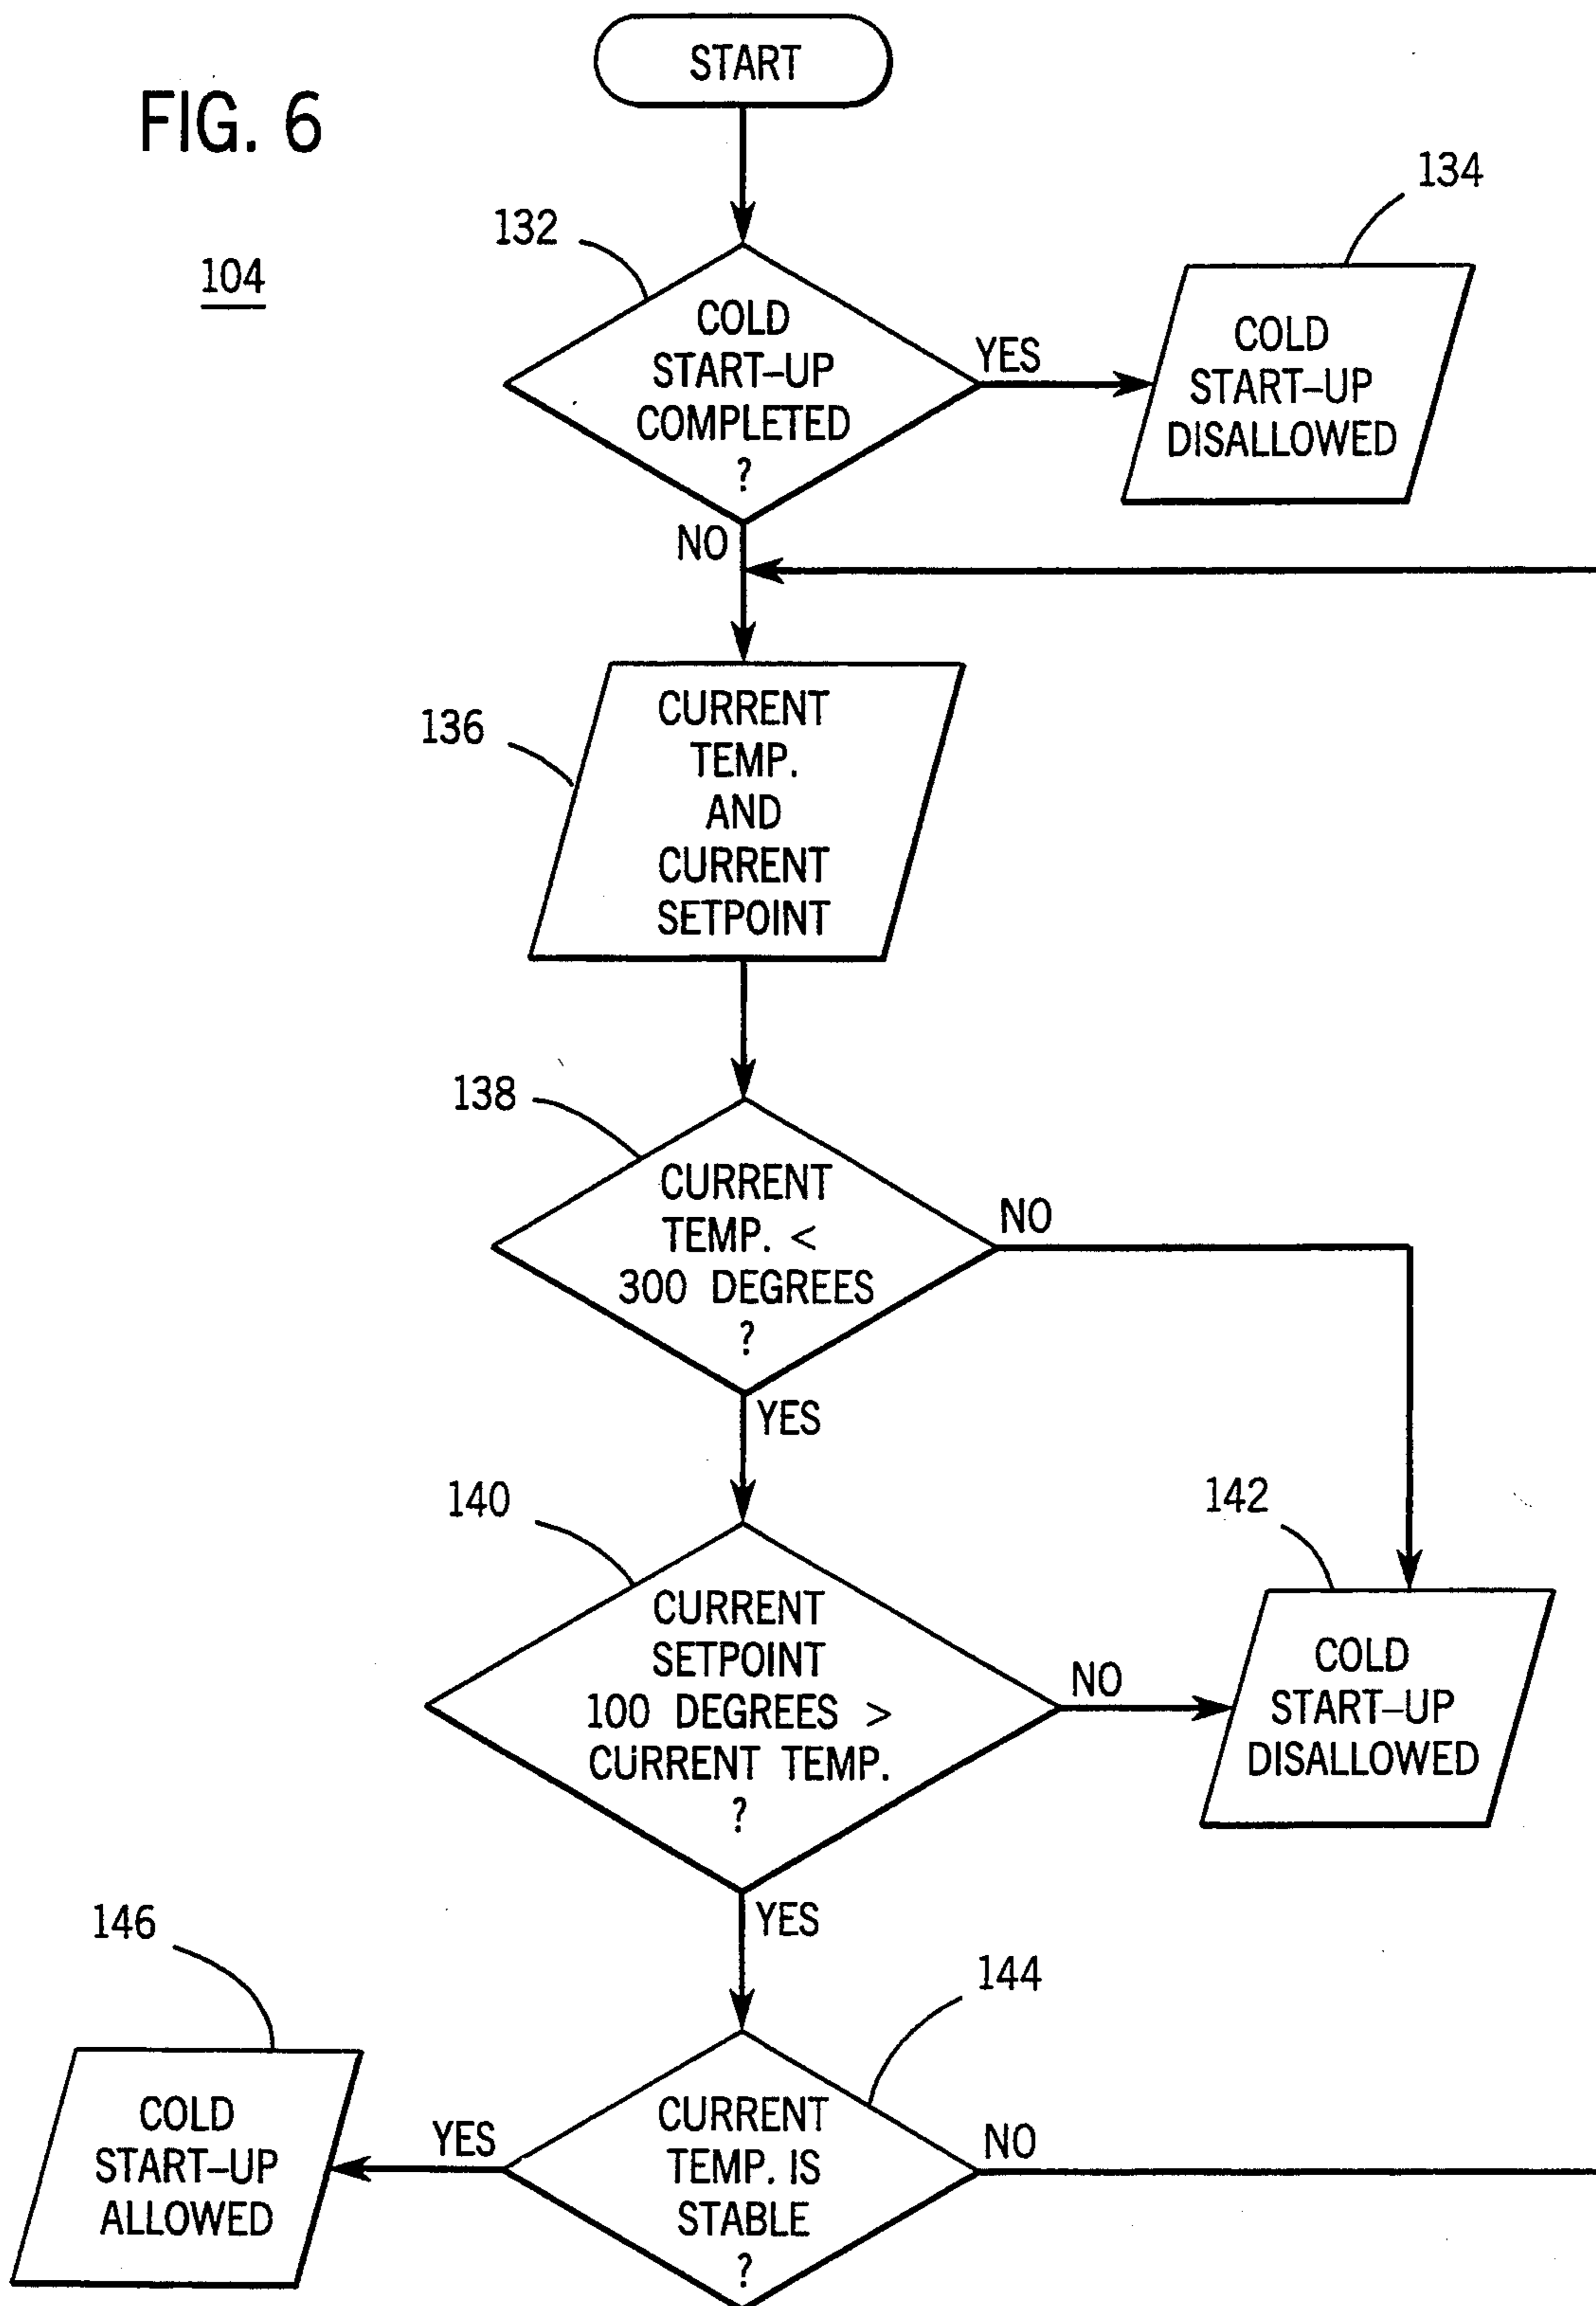 START
FIG. 6
104
132
COLD
START–UP
COMPLETED
?
YES
134
COLD
START–UP
DISALLOWED
NO
136
CURRENT
TEMP.
AND
CURRENT
SETPOINT
138
CURRENT
TEMP. <
300 DEGREES
?
NO
YES
140
CURRENT
SETPOINT
100 DEGREES >
CURRENT TEMP.
?
NO
142
COLD
START–UP
DISALLOWED
YES
144
CURRENT
TEMP. IS
STABLE
?
YES
NO
146
COLD
START–UP
ALLOWED